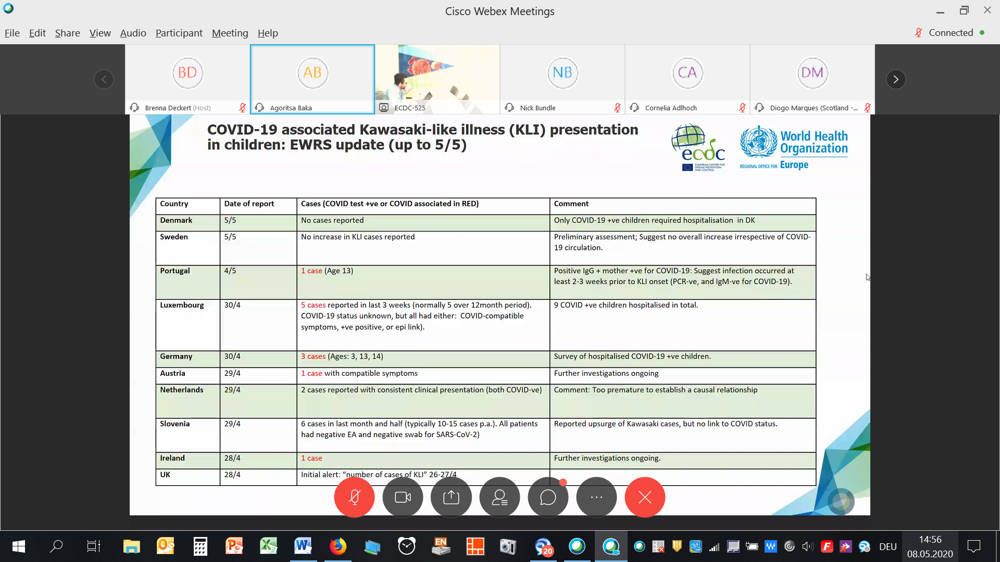 Cisco Webex Meetings
File Edit Share View Audio Participant Meeting Help
Connected
BD
AB
NB
CA
DM
Brenna Deckert (Host)
Agoritsa Baka
ECDC-525
Nick Bundle
Cornelia Adlhoch
Diogo Marques (Scotland -...
COVID-19 associated Kawasaki-like illness (KLI) presentation
in children: EWRS update (up to 5/5)
ecdc
EUROPEAN CENTRE FOR
DISEASE PREVENTION
AND CONTROL
World Health
Organization
REGIONAL OFFICE FOR Europe
Country Date of report Cases (COVID test +ve or COVID associated in RED) Comment
Denmark 5/5 No cases reported Only COVID-19 +ve children required hospitalisation in DK
Sweden 5/5 No increase in KLI cases reported Preliminary assessment; Suggest no overall increase irrespective of COVID-
19 circulation.
Portugal 4/5 1 case (Age 13) Positive IgG + mother +ve for COVID-19: Suggest infection occurred at
least 2-3 weeks prior to KLI onset (PCR-ve, and IgM-ve for COVID-19).
Luxembourg 30/4 5 cases reported in last 3 weeks (normally 5 over 12month period). 9 COVID +ve children hospitalised in total.
COVID-19 status unknown, but all had either: COVID-compatible
symptoms, +ve positive, or epi link).
Germany 30/4 3 cases (Ages: 3, 13, 14) Survey of hospitalised COVID-19 +ve children.
Austria 29/4 1 case with compatible symptoms Further investigations ongoing
Netherlands 29/4 2 cases reported with consistent clinical presentation (both COVID-ve) Comment: Too premature to establish a causal relationship
Slovenia 29/4 6 cases in last month and half (typically 10-15 cases p.a.). All patients Reported upsurge of Kawasaki cases, but no link to COVID status.
had negative EA and negative swab for SARS-CoV-2)
Ireland 28/4 1 case Further investigations ongoing.
UK 28/4 Initial alert: “number of cases of KLI” 26-27/4
EN
20
DEU
14:56
08.05.2020